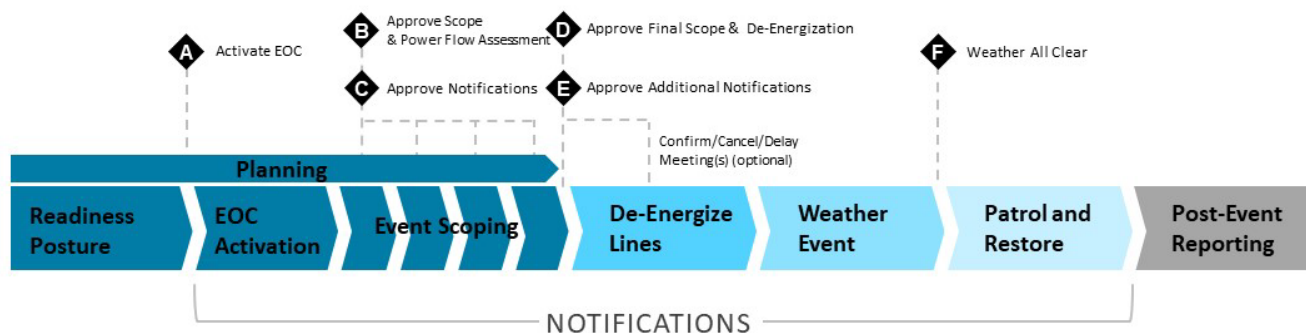 A
Activate EOC
B
Approve Scope
& Power Flow Assessment
C
Approve Notifications
D
Approve Final Scope & De-Energization
E
Approve Additional Notifications
Confirm/Cancel/Delay
Meeting(s) (optional)
F
Weather All Clear
Planning
Readiness
Posture
EOC
Activation
Event Scoping
De-Energize
Lines
Weather
Event
Patrol and
Restore
Post-Event
Reporting
NOTIFICATIONS